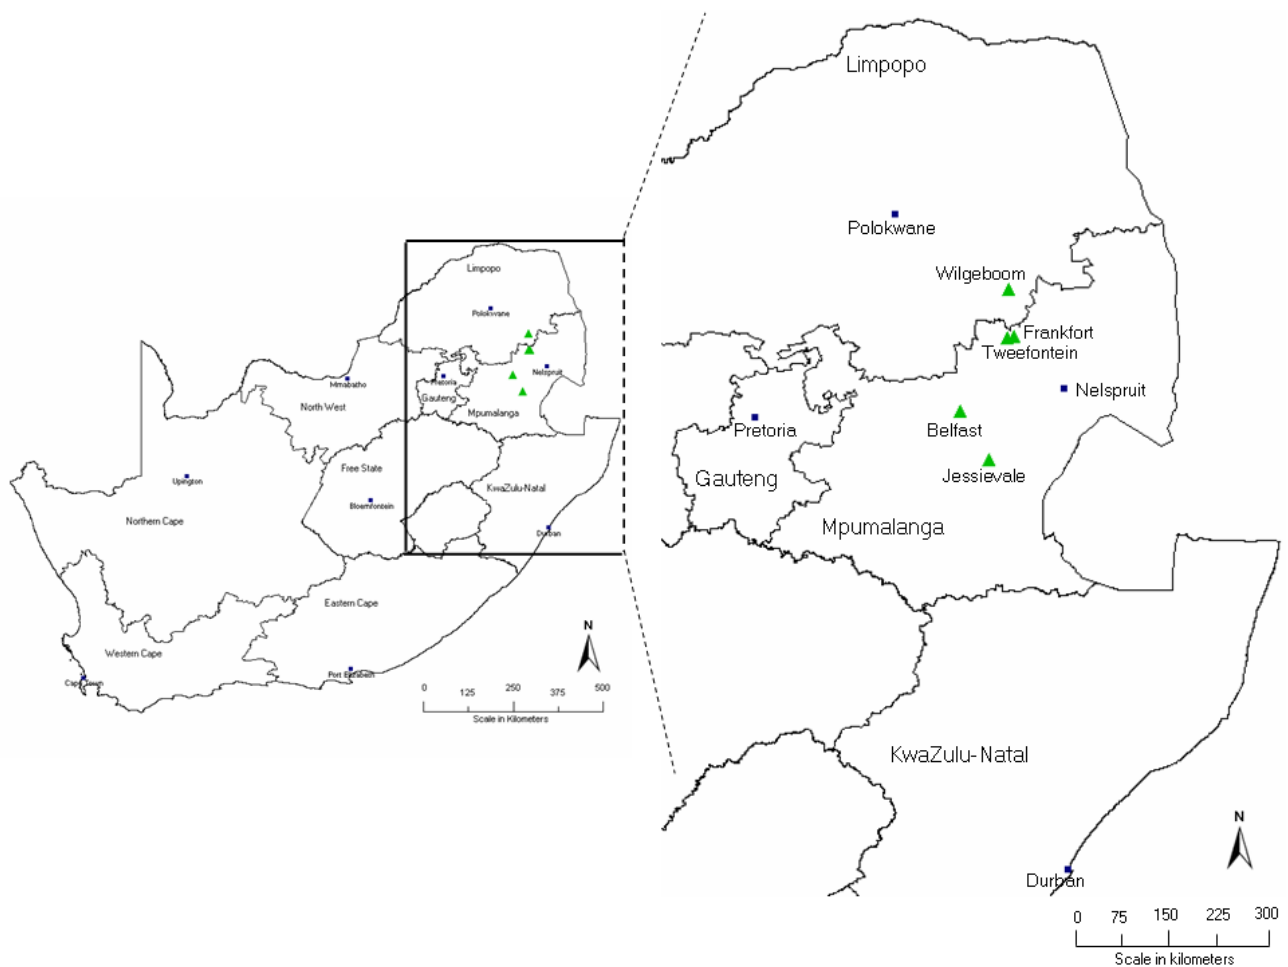 Limpopo
Polokwane
Mmabatho
North West
Pretoria
Gauteng
Nelspruit
Mpumalanga
Free State
Bloemfontein
KwaZulu-Natal
Durban
Upington
Northern Cape
Eastern Cape
Western Cape
Cape Town
Port Elizabeth
N
0 125 250 375 500
Scale in Kilometers
Limpopo
Polokwane
Wilgeboom
Frankfort
Tweefontein
Nelspruit
Pretoria
Belfast
Gauteng
Jessievale
Mpumalanga
KwaZulu-Natal
Durban
N
0 75 150 225 300
Scale in kilometers